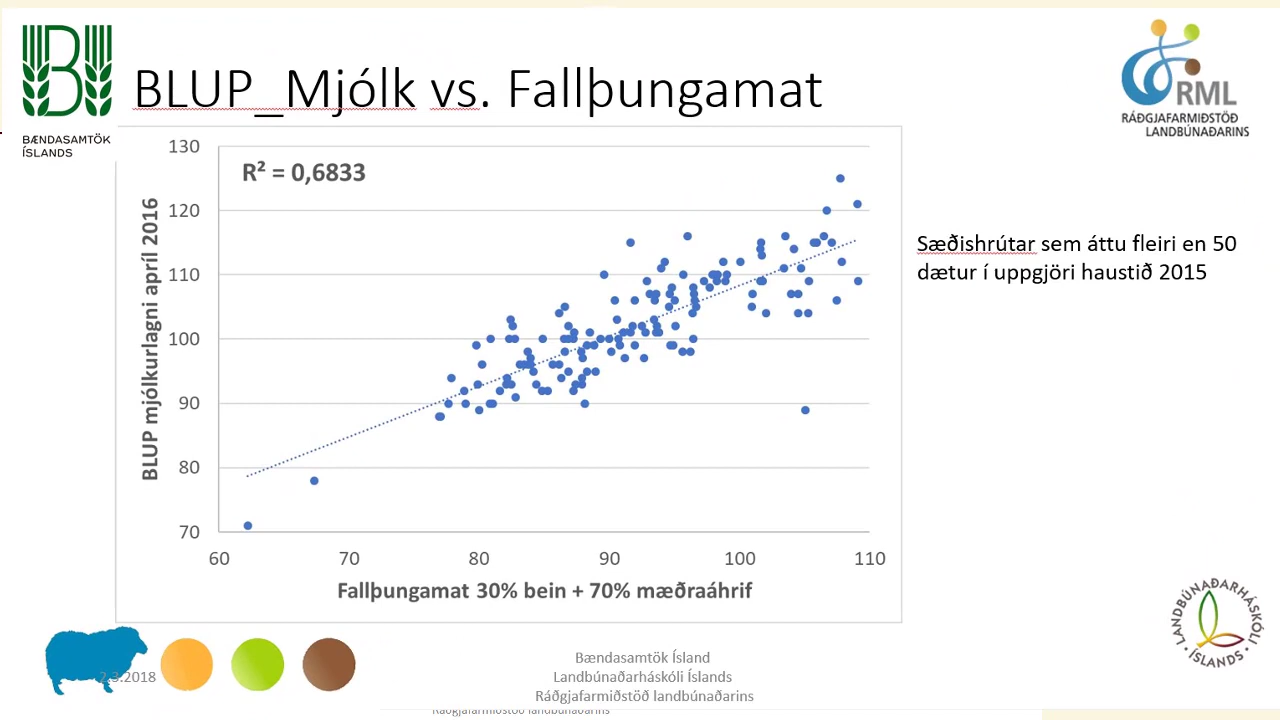 BÆNDASAMTÖK
ÍSLANDS
BLUP_Mjólk vs. Fallþungamat
RML
RÁÐGJAFARMIÐSTÖÐ
LANDBÚNAÐARINS
R² = 0,6833
BLUP mjólkurlagni apríl 2016
130
120
110
100
90
80
70
60 70 80 90 100 110
Fallþungamat 30% bein + 70% mæðraáhrif
Sæðishrútar sem áttu fleiri en 50
dætur í uppgjöri haustið 2015
LANDBÚNAÐARHÁSKÓLI
ÍSLANDS
2.3.2018
Bændasamtök Ísland
Landbúnaðarháskóli Íslands
Ráðgjafarmiðstöð landbúnaðarins
Ráðgjafarmiðstöð landbúnaðarins